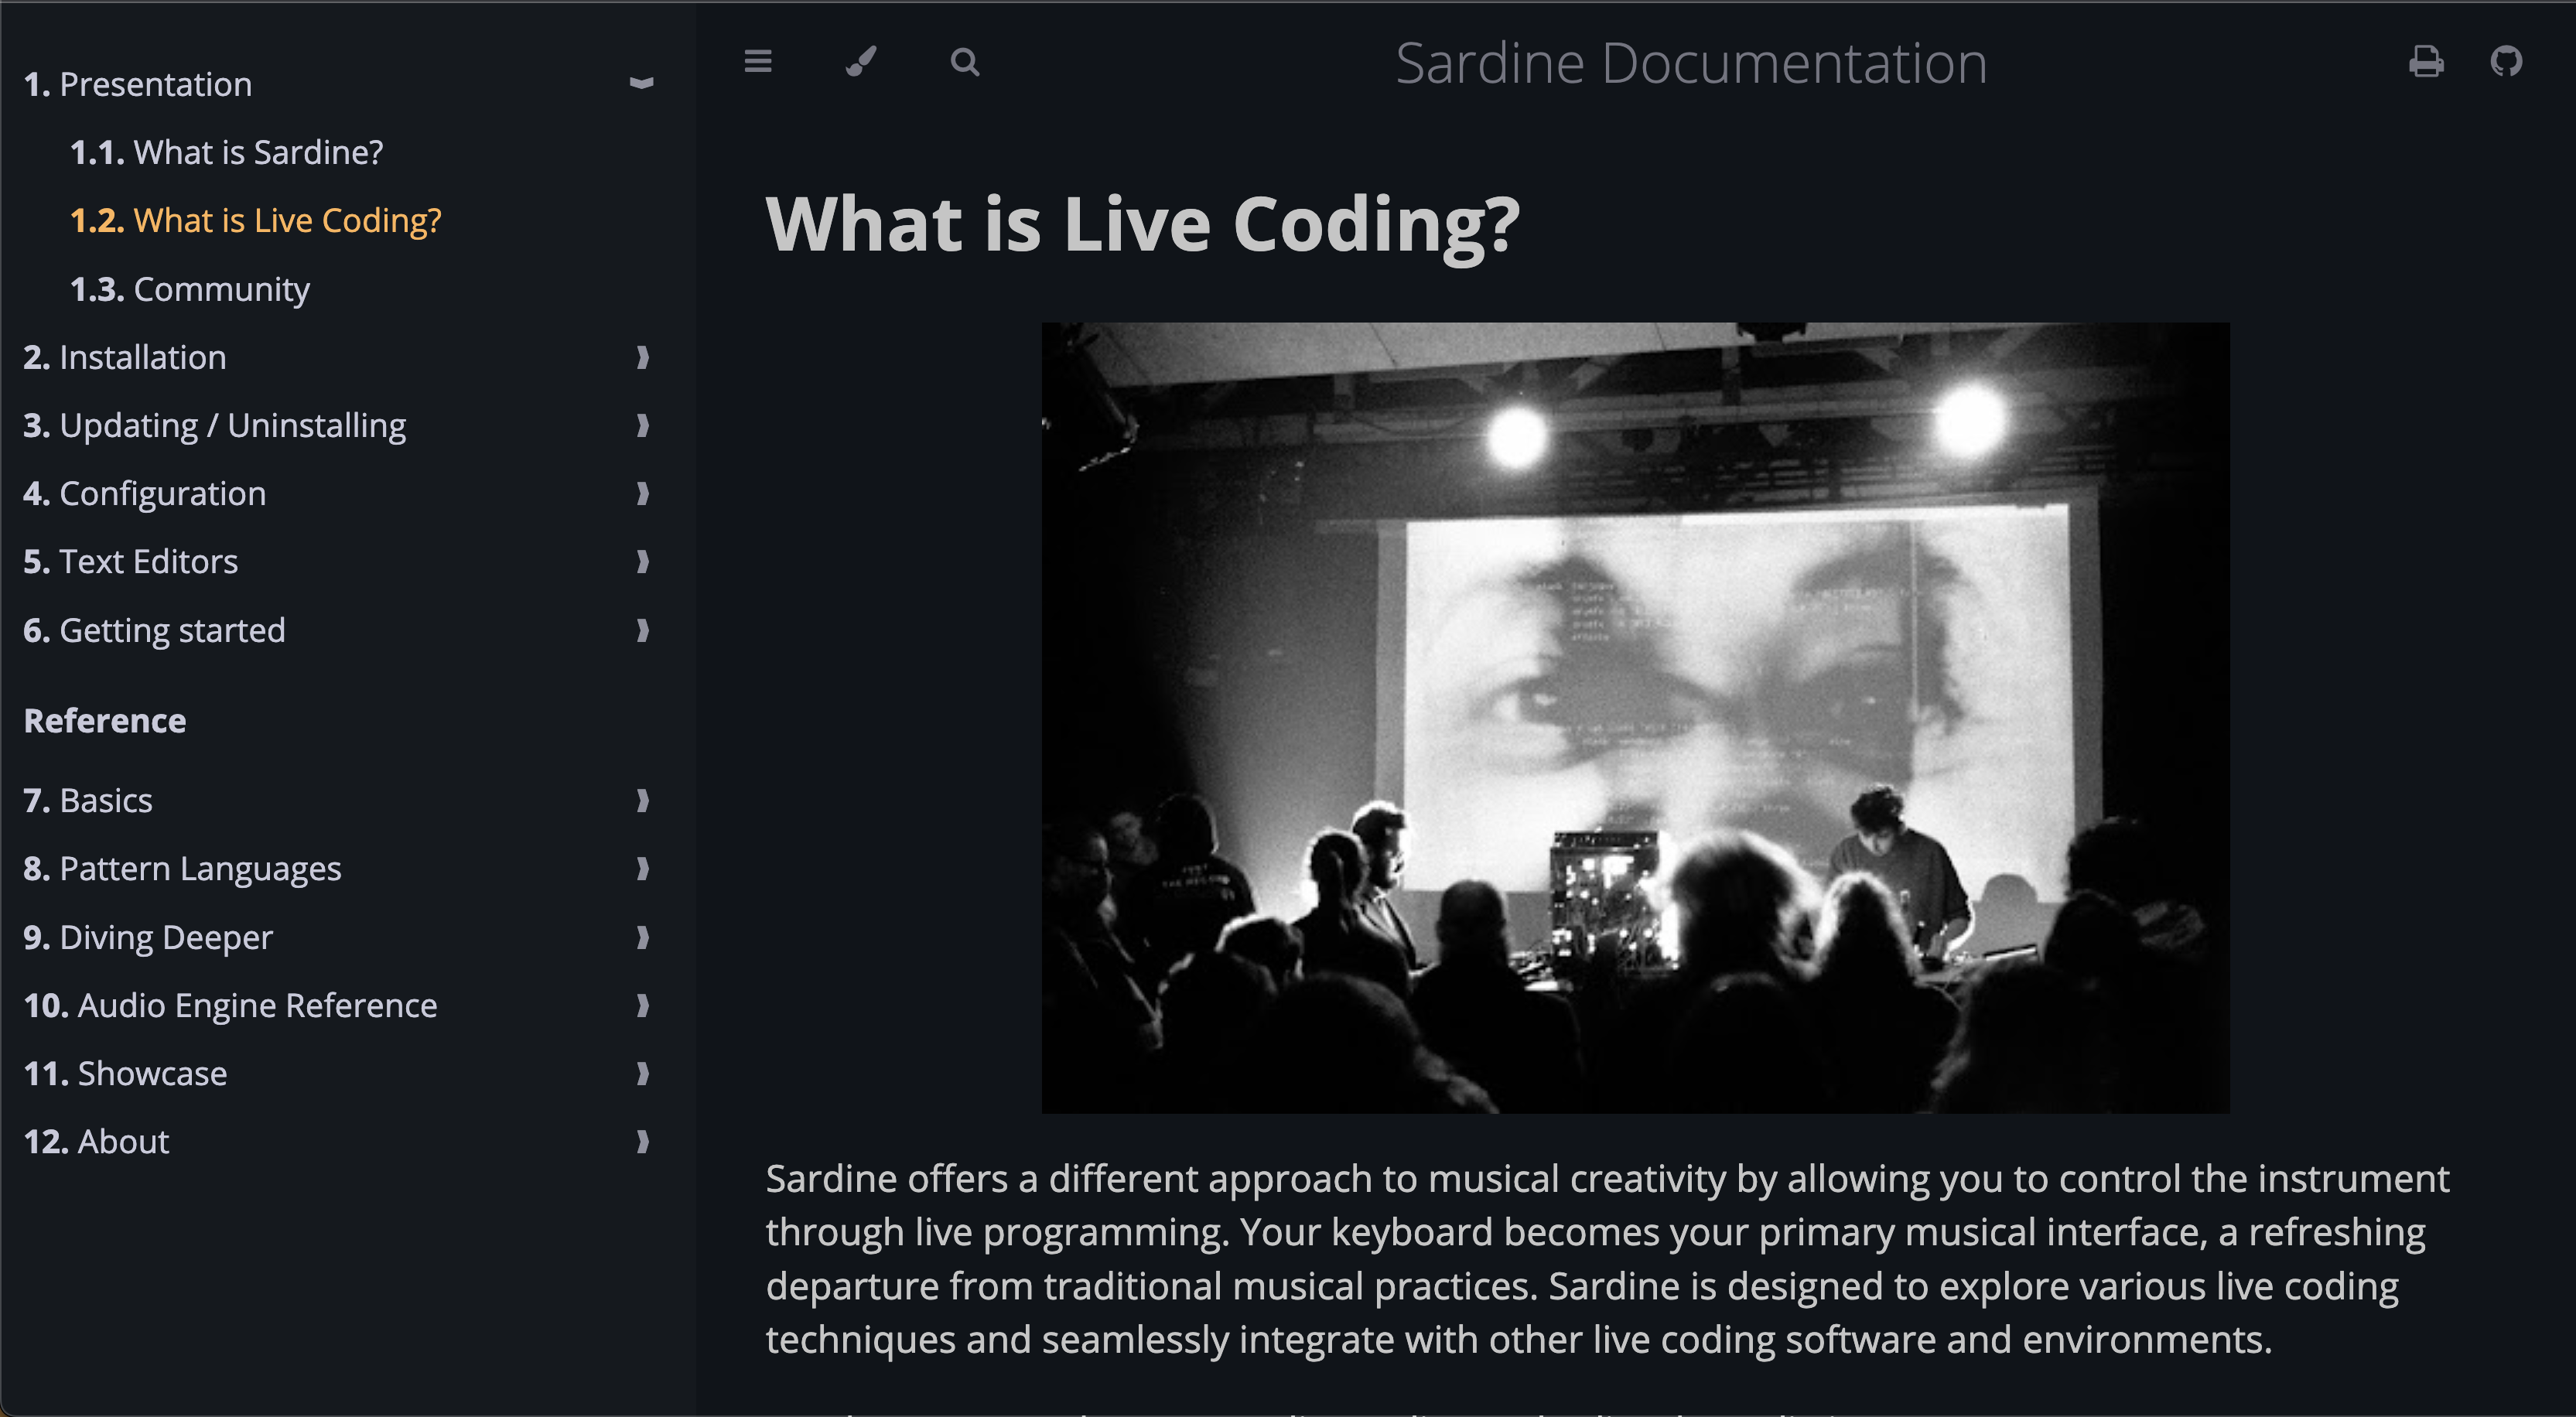 1. Presentation
1.1. What is Sardine?
1.2. What is Live Coding?
1.3. Community
2. Installation
3. Updating / Uninstalling
4. Configuration
5. Text Editors
6. Getting started
Reference
7. Basics
8. Pattern Languages
9. Diving Deeper
10. Audio Engine Reference
11. Showcase
12. About
Sardine Documentation
What is Live Coding?
Sardine offers a different approach to musical creativity by allowing you to control the instrument
through live programming. Your keyboard becomes your primary musical interface, a refreshing
departure from traditional musical practices. Sardine is designed to explore various live coding
techniques and seamlessly integrate with other live coding software and environments.